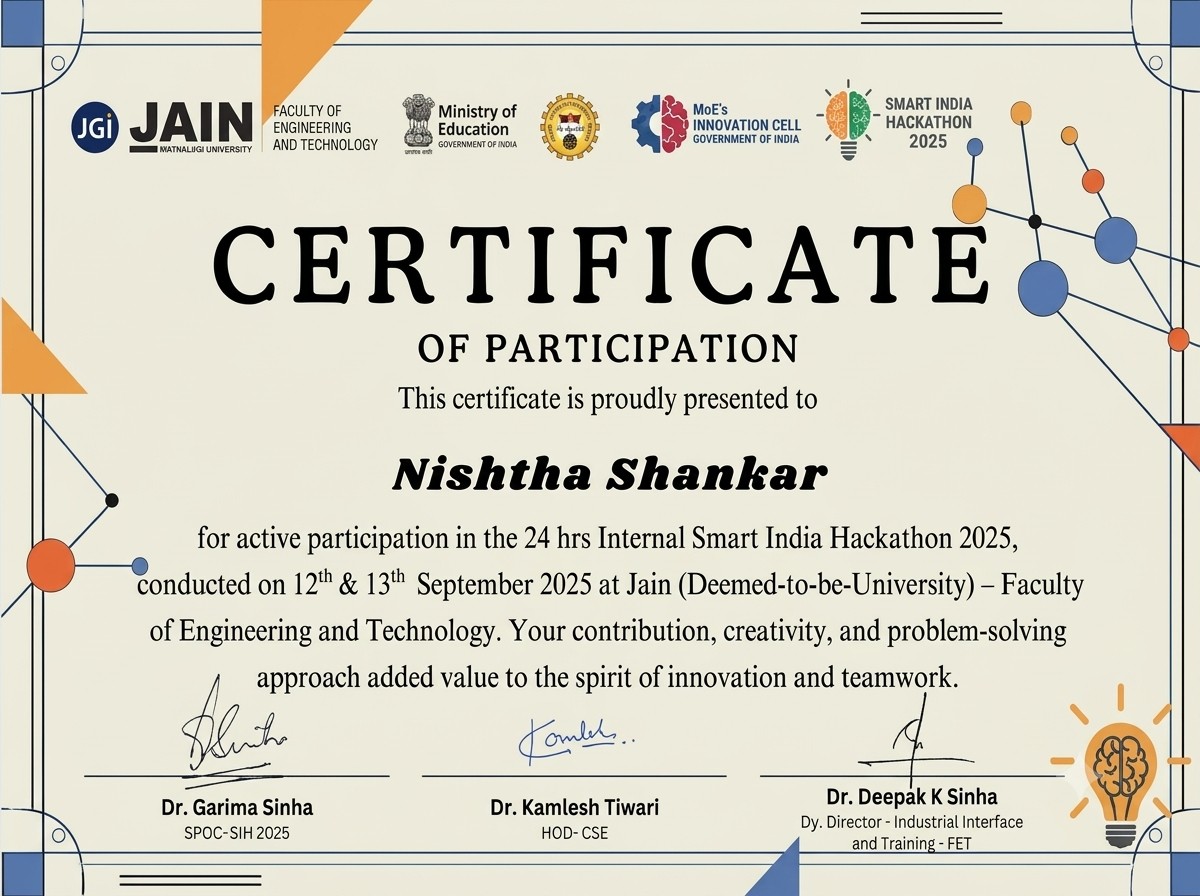 JGi JAIN
MATNALIJGI UNIVERSITY
FACULTY OF
ENGINEERING
AND TECHNOLOGY
Ministry of
Education
GOVERNMENT OF INDIA
MoE's
INNOVATION CELL
GOVERNMENT OF INDIA
SMART INDIA
HACKATHON
2025
CERTIFICATE
OF PARTICIPATION
This certificate is proudly presented to
Nishtha Shankar
for active participation in the 24 hrs Internal Smart India Hackathon 2025,
conducted on 12th & 13th September 2025 at Jain (Deemed-to-be-University) – Faculty
of Engineering and Technology. Your contribution, creativity, and problem-solving
approach added value to the spirit of innovation and teamwork.
Dr. Garima Sinha
SPOC-SIH 2025
Dr. Kamlesh Tiwari
HOD- CSE
Dr. Deepak K Sinha
Dy. Director - Industrial Interface
and Training - FET